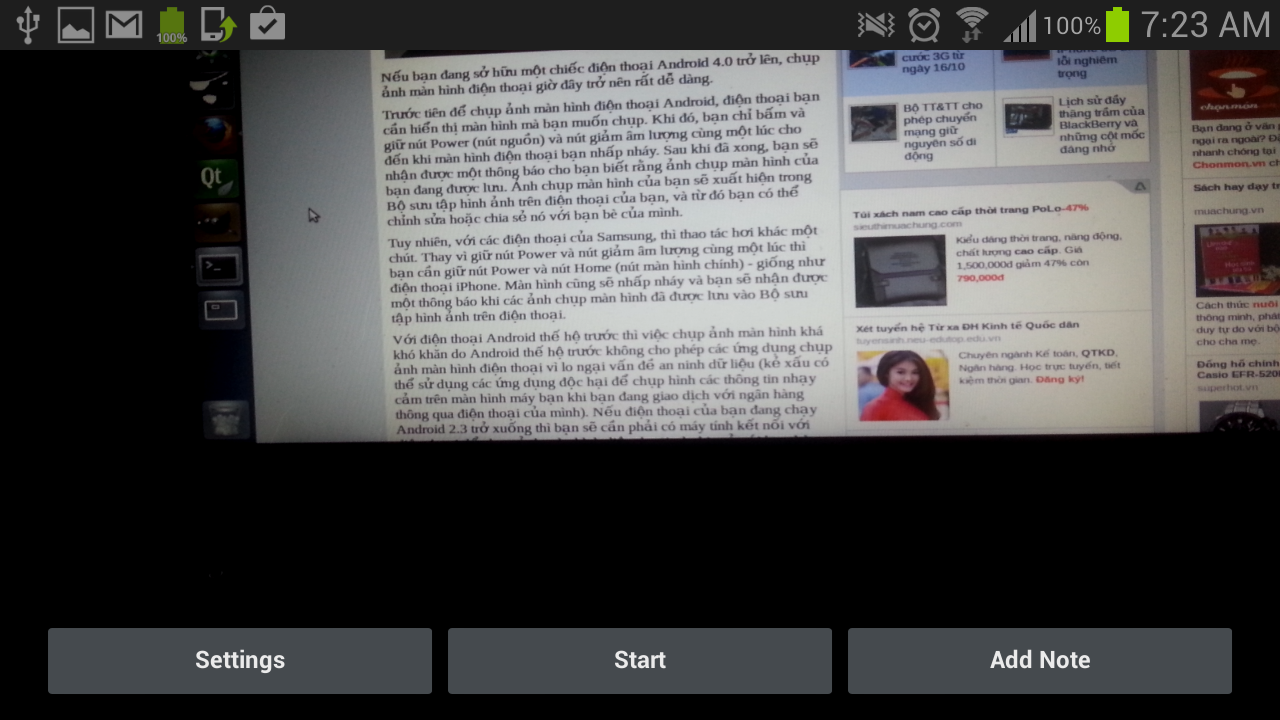 100%
100%
7:23 AM
Nếu bạn đang sở hữu một chiếc điện thoại Android 4.0 trở lên, chụp
ảnh màn hình điện thoại giờ đây trở nên rất dễ dàng.
Trước tiên để chụp ảnh màn hình điện thoại Android, điện thoại bạn
cần hiển thị màn hình mà bạn muốn chụp. Khi đó, bạn chỉ bấm và
giữ nút Power (nút nguồn) và nút giảm âm lượng cùng một lúc cho
đến khi màn hình điện thoại bạn nhấp nháy. Sau khi đã xong, bạn sẽ
nhận được một thông báo cho bạn biết rằng ảnh chụp màn hình của
bạn đang được lưu. Ảnh chụp màn hình của bạn sẽ xuất hiện trong
Bộ sưu tập hình ảnh trên điện thoại của bạn, và từ đó bạn có thể
chỉnh sửa hoặc chia sẻ nó với bạn bè của mình.
Tuy nhiên, với các điện thoại của Samsung, thì thao tác hơi khác một
chút. Thay vì giữ nút Power và nút giảm âm lượng cùng một lúc thì
bạn cần giữ nút Power và nút Home (nút màn hình chính) - giống như
điện thoại iPhone. Màn hình cũng sẽ nhấp nháy và bạn sẽ nhận được
một thông báo khi các ảnh chụp màn hình đã được lưu vào Bộ sưu
tập hình ảnh trên điện thoại.
Với điện thoại Android thế hệ trước thì việc chụp ảnh màn hình khá
khó khăn do Android thế hệ trước không cho phép các ứng dụng chụp
ảnh màn hình điện thoại vì lo ngại vấn đề an ninh dữ liệu (kẻ xấu có
thể sử dụng các ứng dụng độc hại để chụp hình các thông tin nhạy
cảm trên màn hình máy bạn khi bạn đang giao dịch với ngân hàng
thông qua điện thoại của mình). Nếu điện thoại của bạn đang chạy
Android 2.3 trở xuống thì bạn sẽ cần phải có máy tính kết nối với
cước 3G từ
ngày 16/10
lỗi nghiêm
trọng
Bộ TT&TT cho
phép chuyển
mạng giữ
nguyên số di
động
Lịch sử đầy
thăng trầm của
BlackBerry và
những cột mốc
đáng nhớ
Túi xách nam cao cấp thời trang PoLo-47%
sieuthimuachung.com
Kiểu dáng thời trang, năng động,
chất lượng cao cấp. Giá
1,500,000đ giảm 47% còn
790,000đ
Xét tuyển hệ Từ xa ĐH Kinh tế Quốc dân
tuyensinh.neu-edutop.edu.vn
Chuyên ngành Kế toán, QTKD,
Ngân hàng. Học trực tuyến, tiết
kiệm thời gian. Đăng ký!
chonmon
Bạn đang ở văn
ngại ra ngoài?
nhanh chóng tại
Chonmon.vn
Sách hay dạy
muachung.vn
Cách thức nuôi
thông minh,
duy tự do với
cho cha mẹ.
Đồng hồ
Casio
superhot.vn
Qt
Settings
Start
Add Note